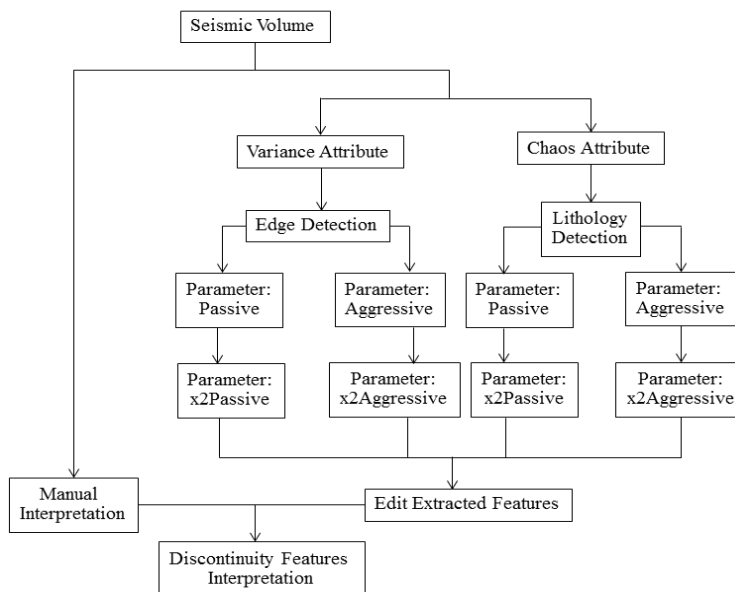 Seismic Volume
Variance Attribute
Chaos Attribute
Edge Detection
Lithology
Detection
Parameter:
Passive
Parameter:
Aggressive
Parameter:
Passive
Parameter:
Aggressive
Parameter:
x2Passive
Parameter:
x2Aggressive
Parameter:
x2Passive
Parameter:
x2Aggressive
Manual
Interpretation
Edit Extracted Features
Discontinuity Features
Interpretation